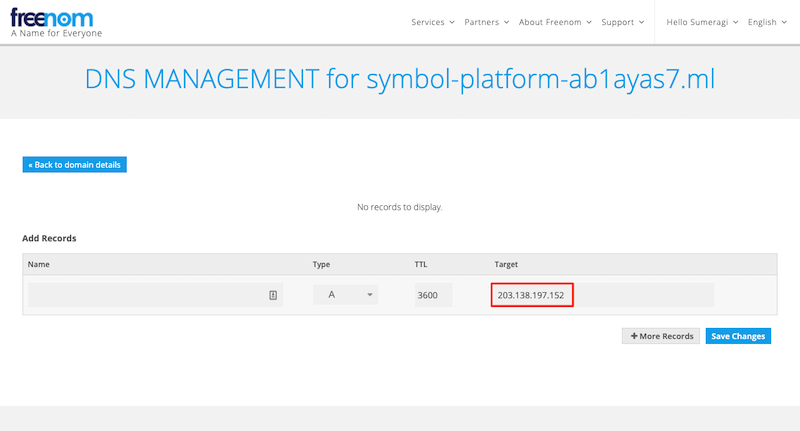 freenom
A Name for Everyone
Services Partners About Freenom Support Hello Sumeragi English
DNS MANAGEMENT for symbol-platform-ab1ayas7.ml
« Back to domain details
No records to display.
Add Records
Name Type TTL Target
A 3600 203.138.197.152
+ More Records Save Changes